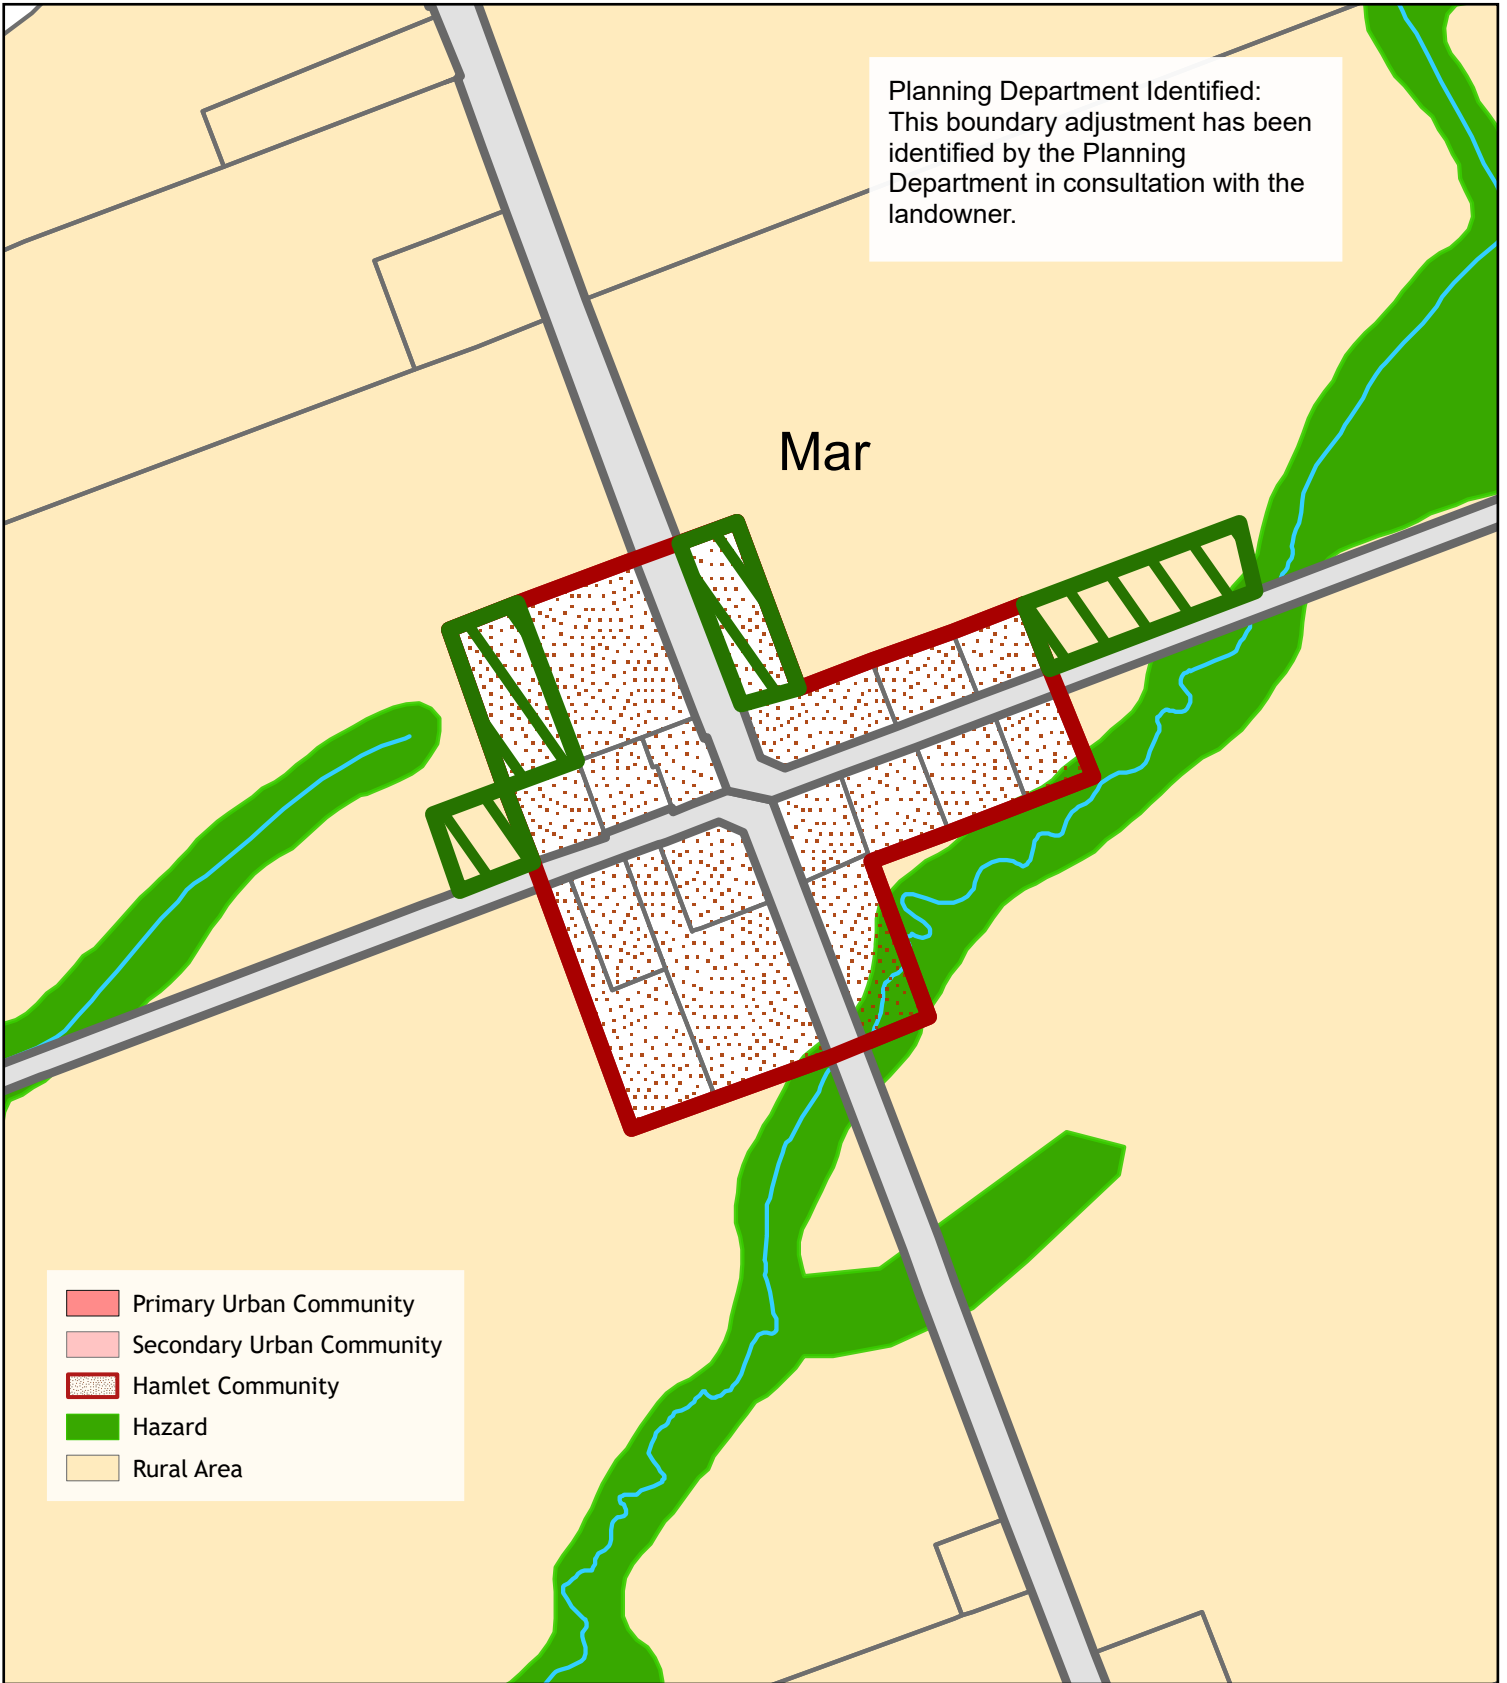 Planning Department Identified:
This boundary adjustment has been
identified by the Planning
Department in consultation with the
landowner.
Mar
Primary Urban Community
Secondary Urban Community
Hamlet Community
Hazard
Rural Area